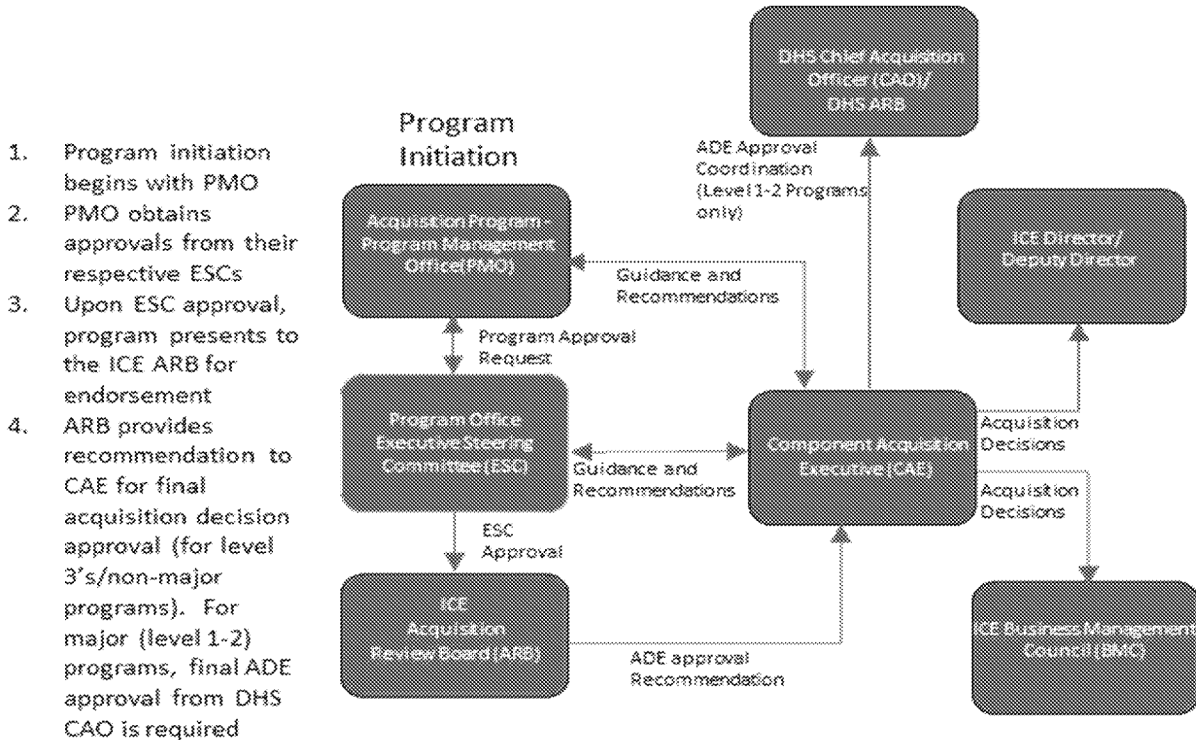 1. Program initiation
begins with PMO
2. PMO obtains
approvals from their
respective ESCs
3. Upon ESC approval,
program presents to
the ICE ARB for
endorsement
4. ARB provides
recommendation to
CAE for final
acquisition decision
approval (for level
3's/non-major
programs). For
major (level 1-2)
programs, final ADE
approval from DHS
CAO is required
Program
Initiation
Acquisition Program -
Program Management
Office(PMO)
Program Approval
Request
Program Office
Executive Steering
Committee (ESC)
ESC
Approval
ICE
Acquisition
Review Board (ARB)
Guidance and
Recommendations
Guidance and
Recommendations
ADE approval
Recommendation
DHS Chief Acquisition
Officer (CAO)/
DHS ARB
ADE Approval
Coordination
(Level 1-2 Programs
only)
Component Acquisition
Executive (CAE)
ICE Director/
Deputy Director
Acquisition
Decisions
Acquisition
Decisions
ICE Business Management
Council (BMC)